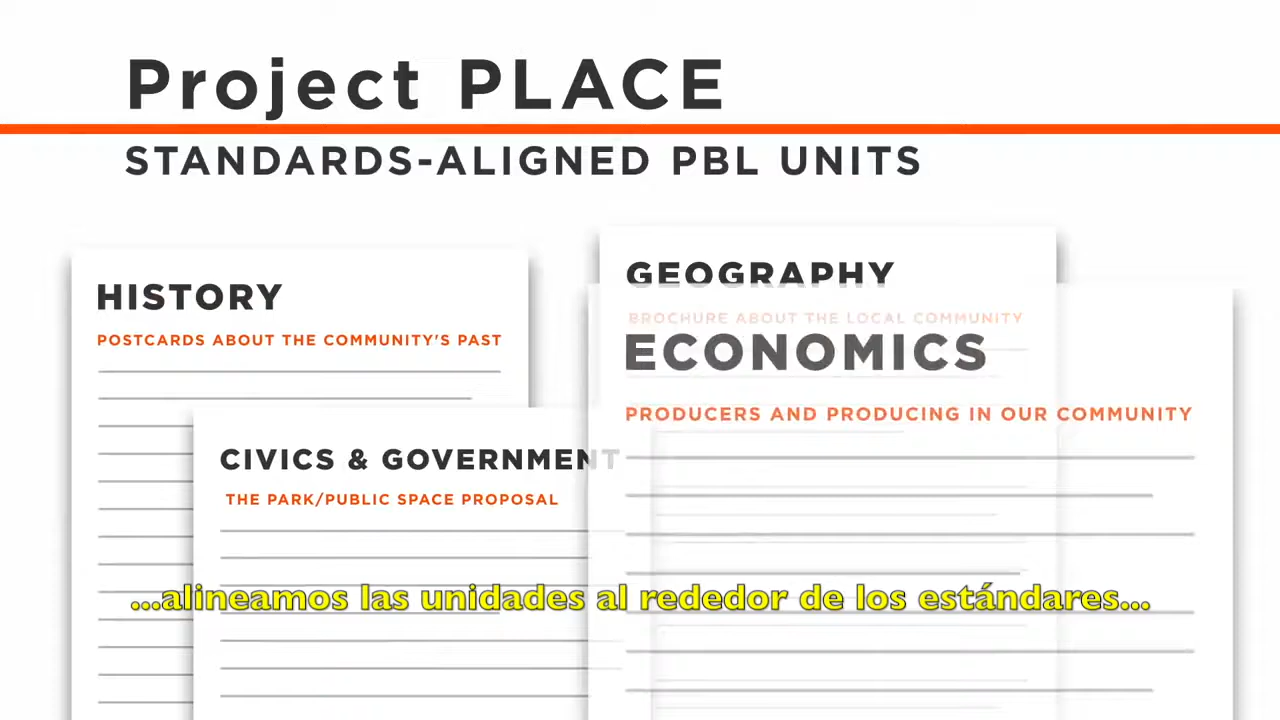 Project PLACE
STANDARDS-ALIGNED PBL UNITS
HISTORY
POSTCARDS ABOUT THE COMMUNITY'S PAST
CIVICS & GOVERNMENT
THE PARK/PUBLIC SPACE PROPOSAL
GEOGRAPHY
BROCHURE ABOUT THE LOCAL COMMUNITY
ECONOMICS
PRODUCERS AND PRODUCING IN OUR COMMUNITY
...alineamos las unidades al rededor de los estándares...